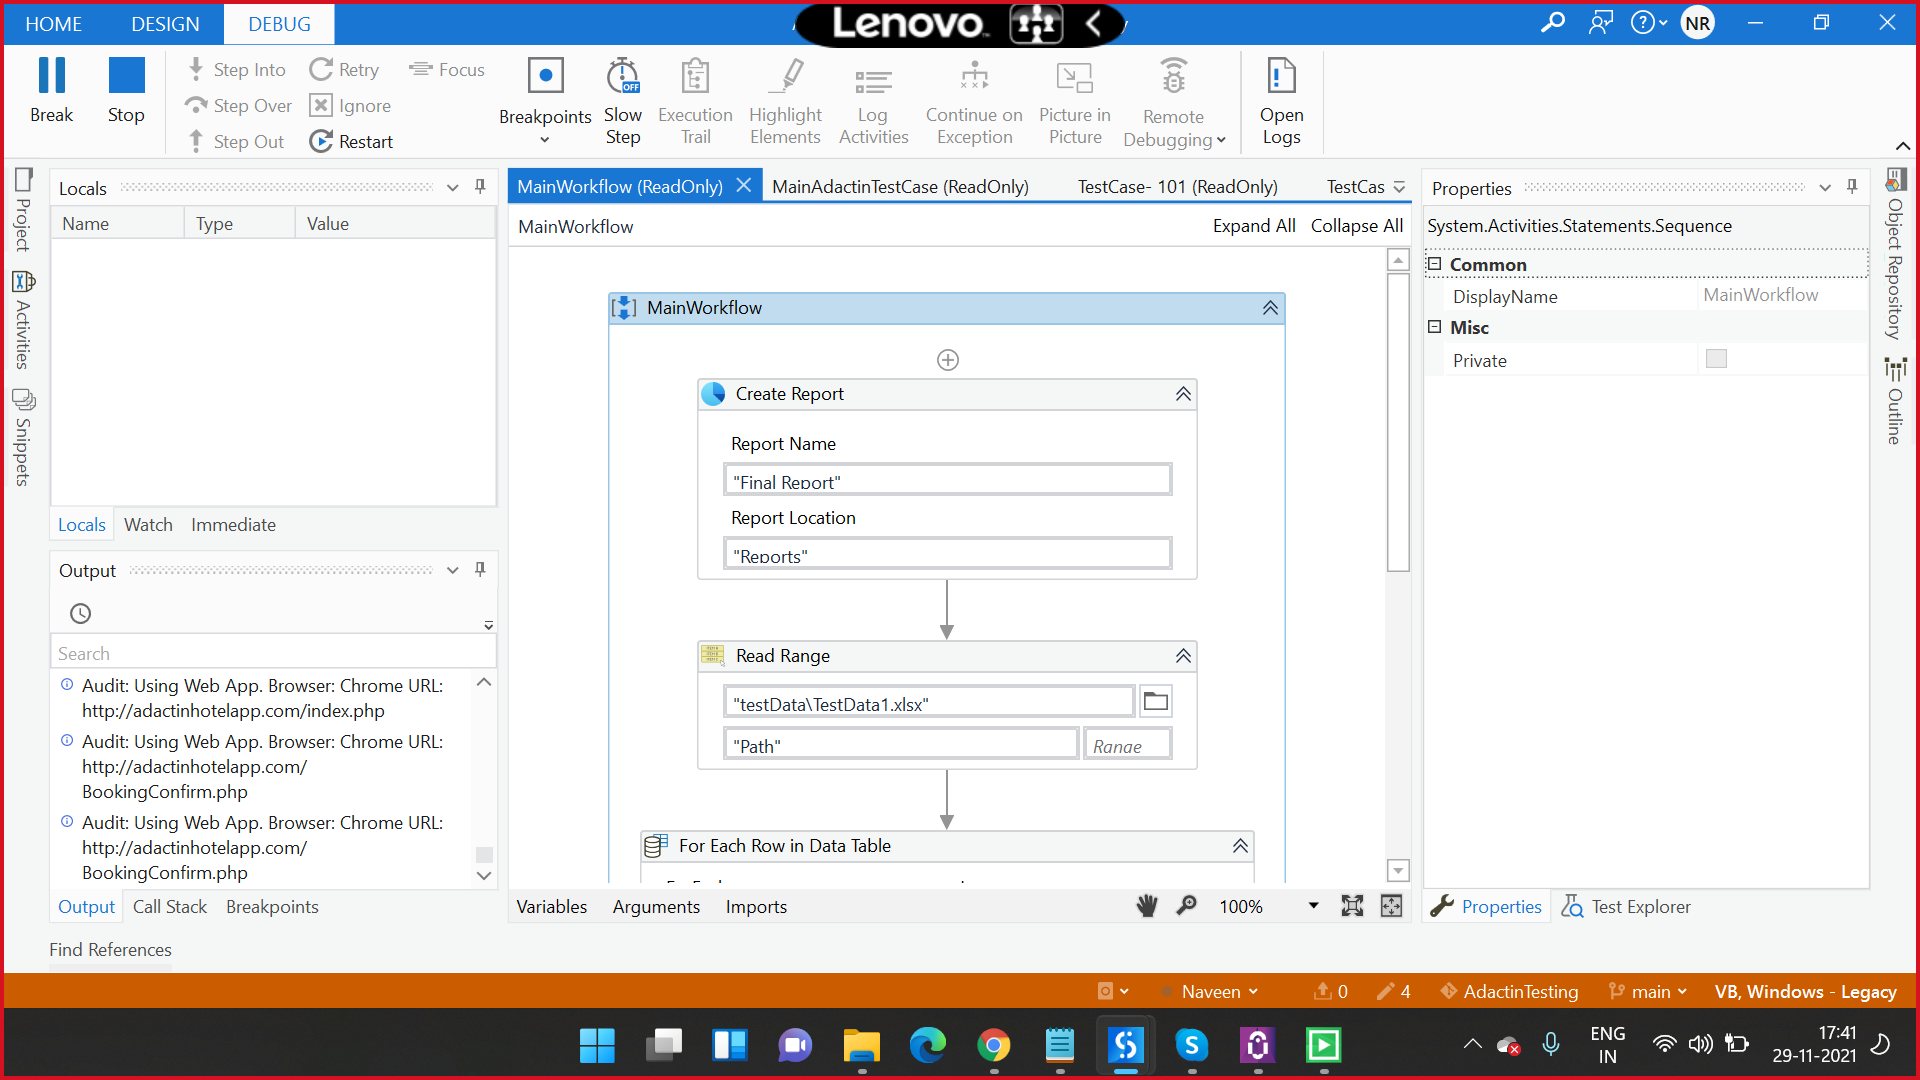 HOME
DESIGN
DEBUG
Lenovo
NR
Break
Stop
Step Into
Step Over
Step Out
Retry
Ignore
Restart
Focus
Breakpoints
Slow
Step
OFF
Execution
Trail
Highlight
Elements
Log
Activities
Continue on
Exception
Picture in
Picture
Remote
Debugging
Open
Logs
Project
Activities
Snippets
Locals
Name
Type
Value
Locals
Watch
Immediate
Output
Search
Audit: Using Web App. Browser: Chrome URL:
http://adactinhotelapp.com/index.php
Audit: Using Web App. Browser: Chrome URL:
http://adactinhotelapp.com/
BookingConfirm.php
Audit: Using Web App. Browser: Chrome URL:
http://adactinhotelapp.com/
BookingConfirm.php
Output
Call Stack
Breakpoints
Find References
MainWorkflow (ReadOnly)
MainAdactinTestCase (ReadOnly)
TestCase- 101 (ReadOnly)
TestCas
MainWorkflow
Expand All
Collapse All
MainWorkflow
Create Report
Report Name
"Final Report"
Report Location
"Reports"
Read Range
"testData\TestData1.xlsx"
"Path"
Range
For Each Row in Data Table
Variables
Arguments
Imports
100%
Properties
System.Activities.Statements.Sequence
Common
DisplayName
MainWorkflow
Misc
Private
Properties
Test Explorer
Object Repository
Outline
Naveen
0
4
AdactinTesting
main
VB, Windows - Legacy
ENG
IN
17:41
29-11-2021